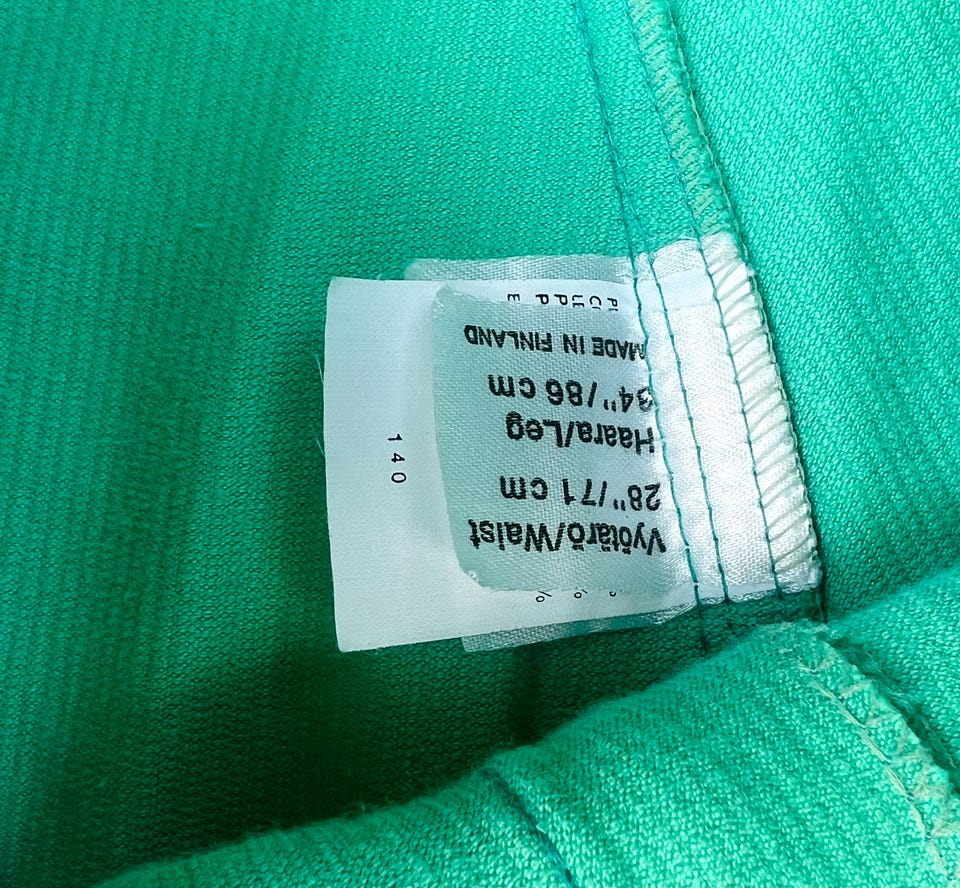 Vyötärö/Waist
28"/71 cm
Haara/Leg
34"/86 cm
MADE IN FINLAND
140